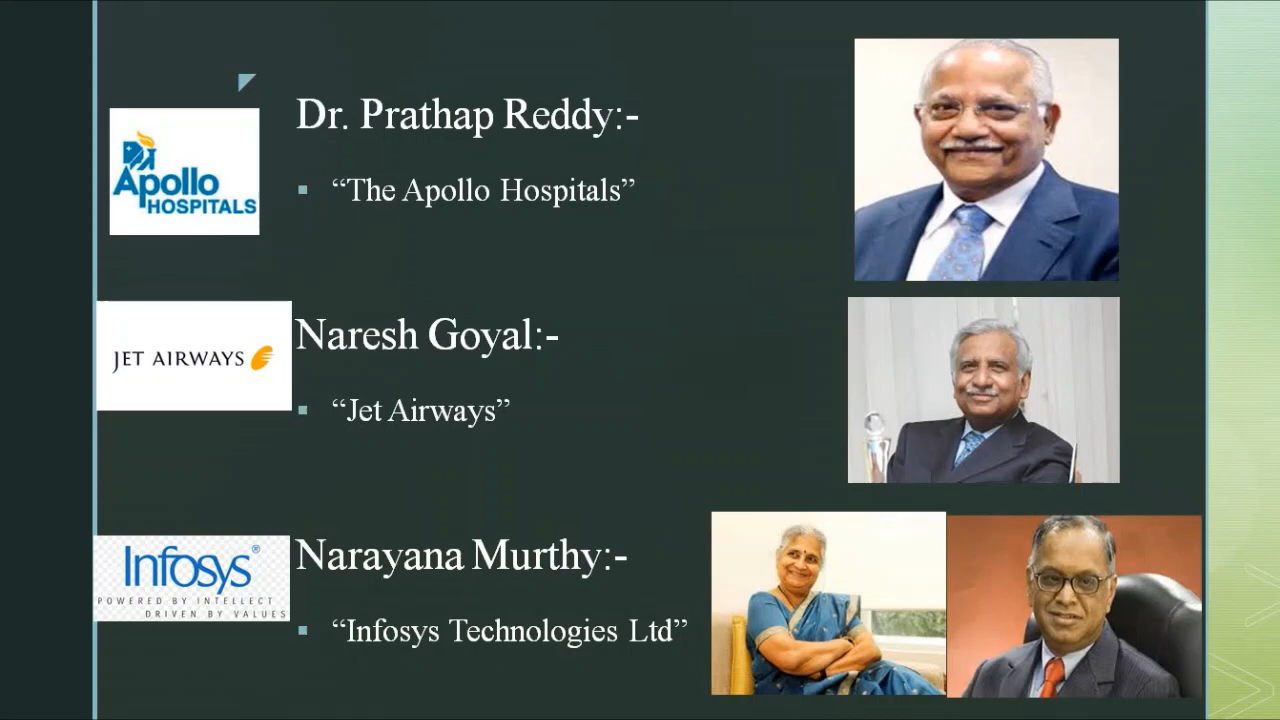 Dr. Prathap Reddy:-
Apollo
HOSPITALS
▪ “The Apollo Hospitals”
Naresh Goyal:-
JET AIRWAYS
▪ “Jet Airways”
Narayana Murthy:-
Infosys®
POWERED BY INTELLECT
DRIVEN BY VALUES
▪ “Infosys Technologies Ltd”